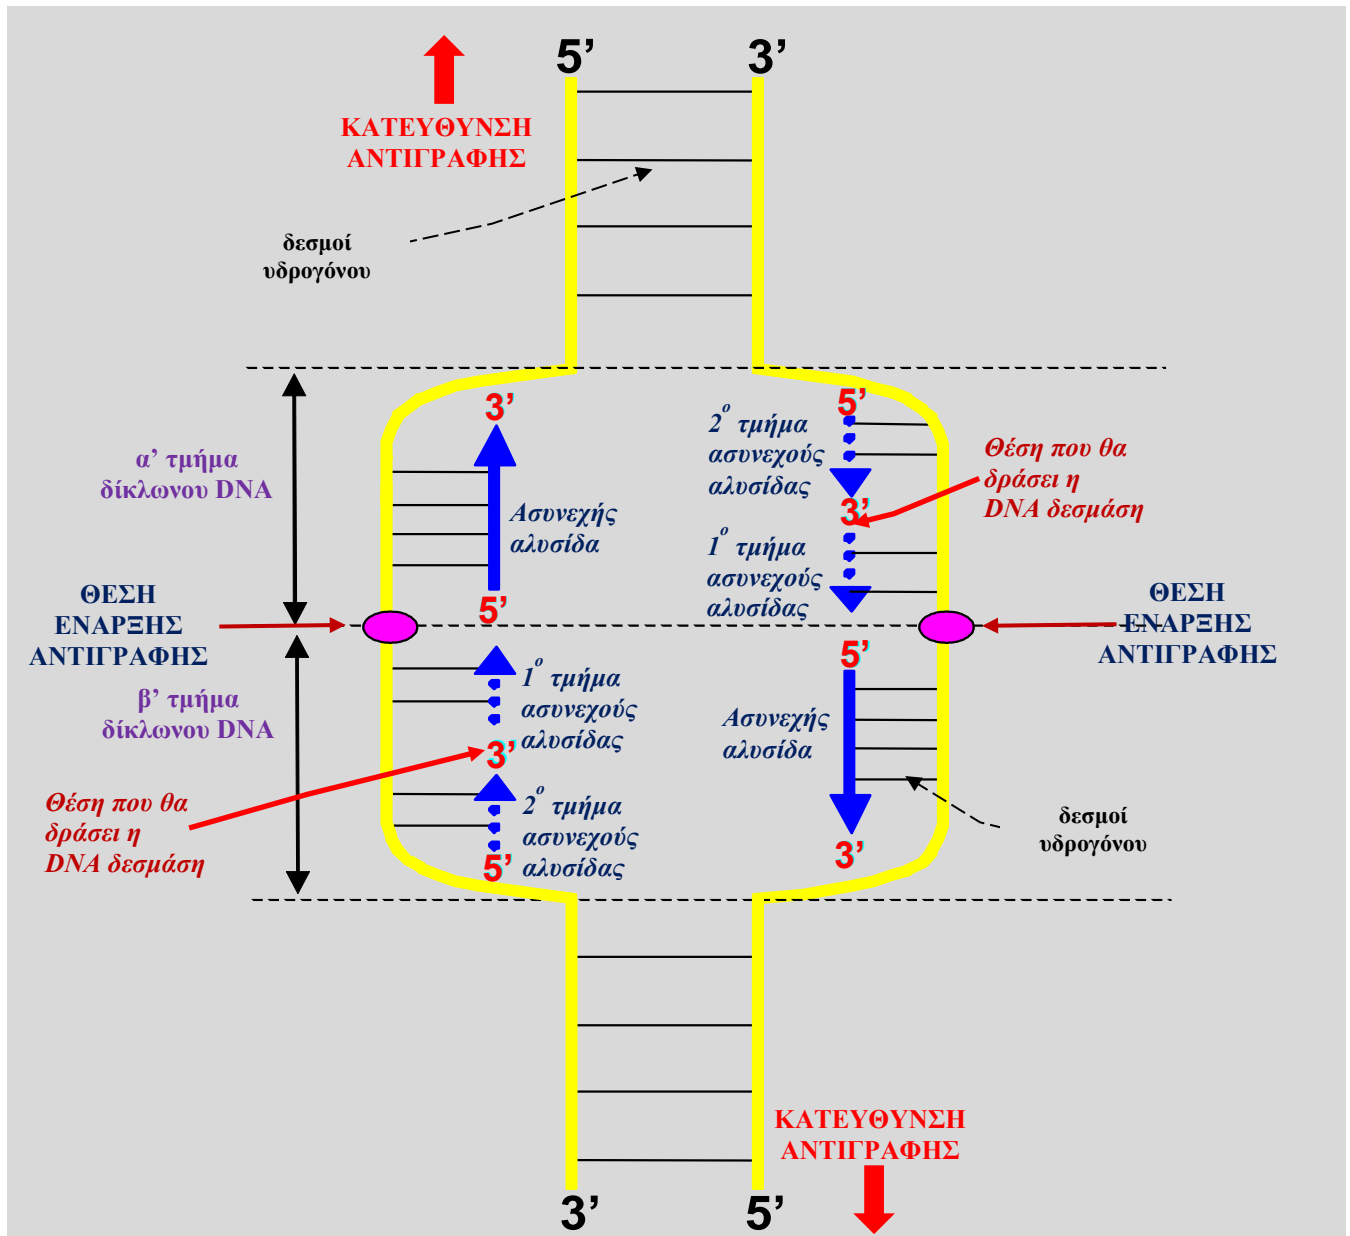 5’ 3’
ΚΑΤΕΥΘΥΝΣΗ
ΑΝΤΙΓΡΑΦΗΣ
δεσμοί
υδρογόνου
α’ τμήμα
δίκλωνου DNA
3’
Ασυνεχής
αλυσίδα
5’
5’
2ο τμήμα
ασυνεχούς
αλυσίδας
3’
1ο τμήμα
ασυνεχούς
αλυσίδας
Θέση που θα
δράσει η
DNA δεσμάση
ΘΕΣΗ
ΕΝΑΡΞΗΣ
ΑΝΤΙΓΡΑΦΗΣ
ΘΕΣΗ
ΕΝΑΡΞΗΣ
ΑΝΤΙΓΡΑΦΗΣ
β’ τμήμα
δίκλωνου DNA
1ο τμήμα
ασυνεχούς
αλυσίδας
3’
2ο τμήμα
ασυνεχούς
αλυσίδας
5’
Θέση που θα
δράσει η
DNA δεσμάση
5’
Ασυνεχής
αλυσίδα
3’
δεσμοί
υδρογόνου
ΚΑΤΕΥΘΥΝΣΗ
ΑΝΤΙΓΡΑΦΗΣ
3’ 5’